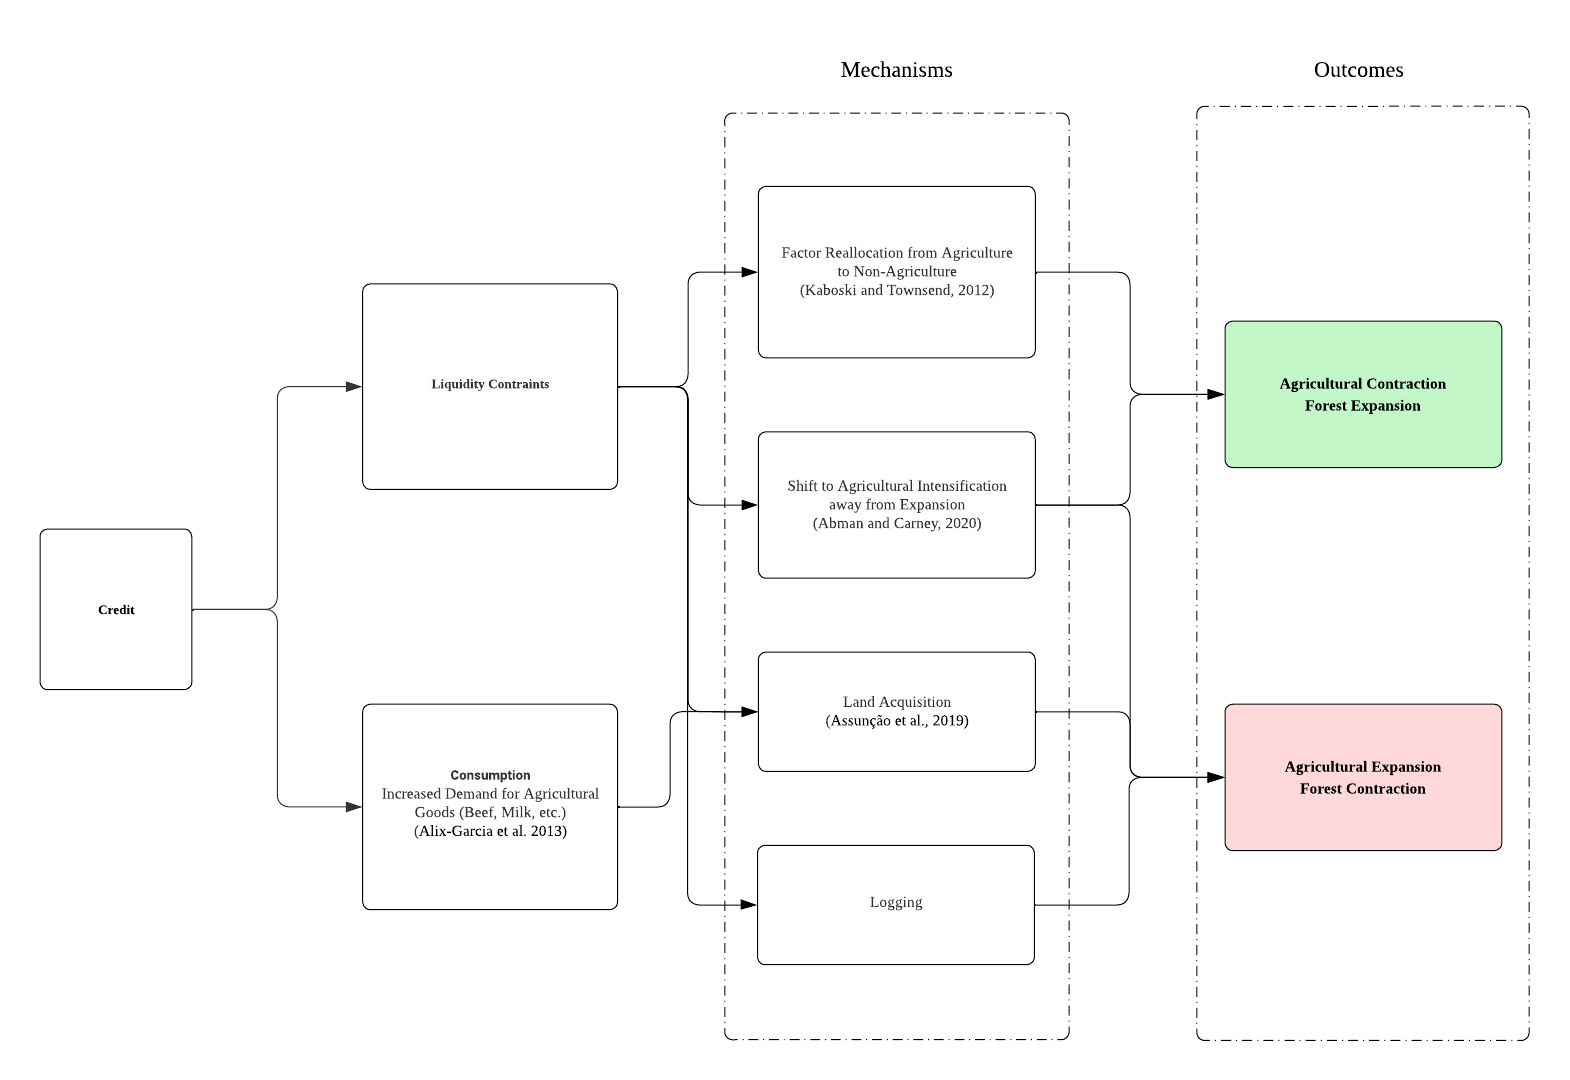 Mechanisms
Outcomes
Factor Reallocation from Agriculture
to Non-Agriculture
(Kaboski and Townsend, 2012)
Liquidity Contraints
Agricultural Contraction
Forest Expansion
Shift to Agricultural Intensification
away from Expansion
(Abman and Carney, 2020)
Credit
Land Acquisition
(Assunção et al., 2019)
Consumption
Increased Demand for Agricultural
Goods (Beef, Milk, etc.)
(Alix-Garcia et al. 2013)
Agricultural Expansion
Forest Contraction
Logging